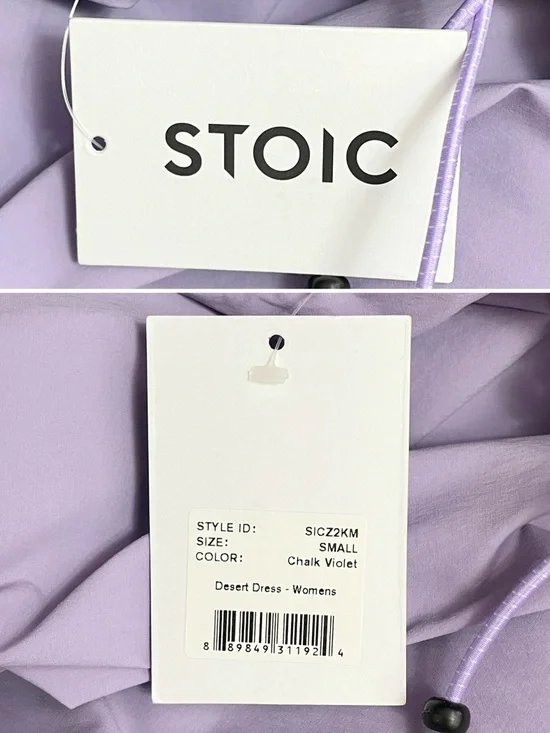 STOIC
STYLE ID: SICZ2KM
SIZE: SMALL
COLOR: Chalk Violet
Desert Dress - Womens
8 89849 31192 4